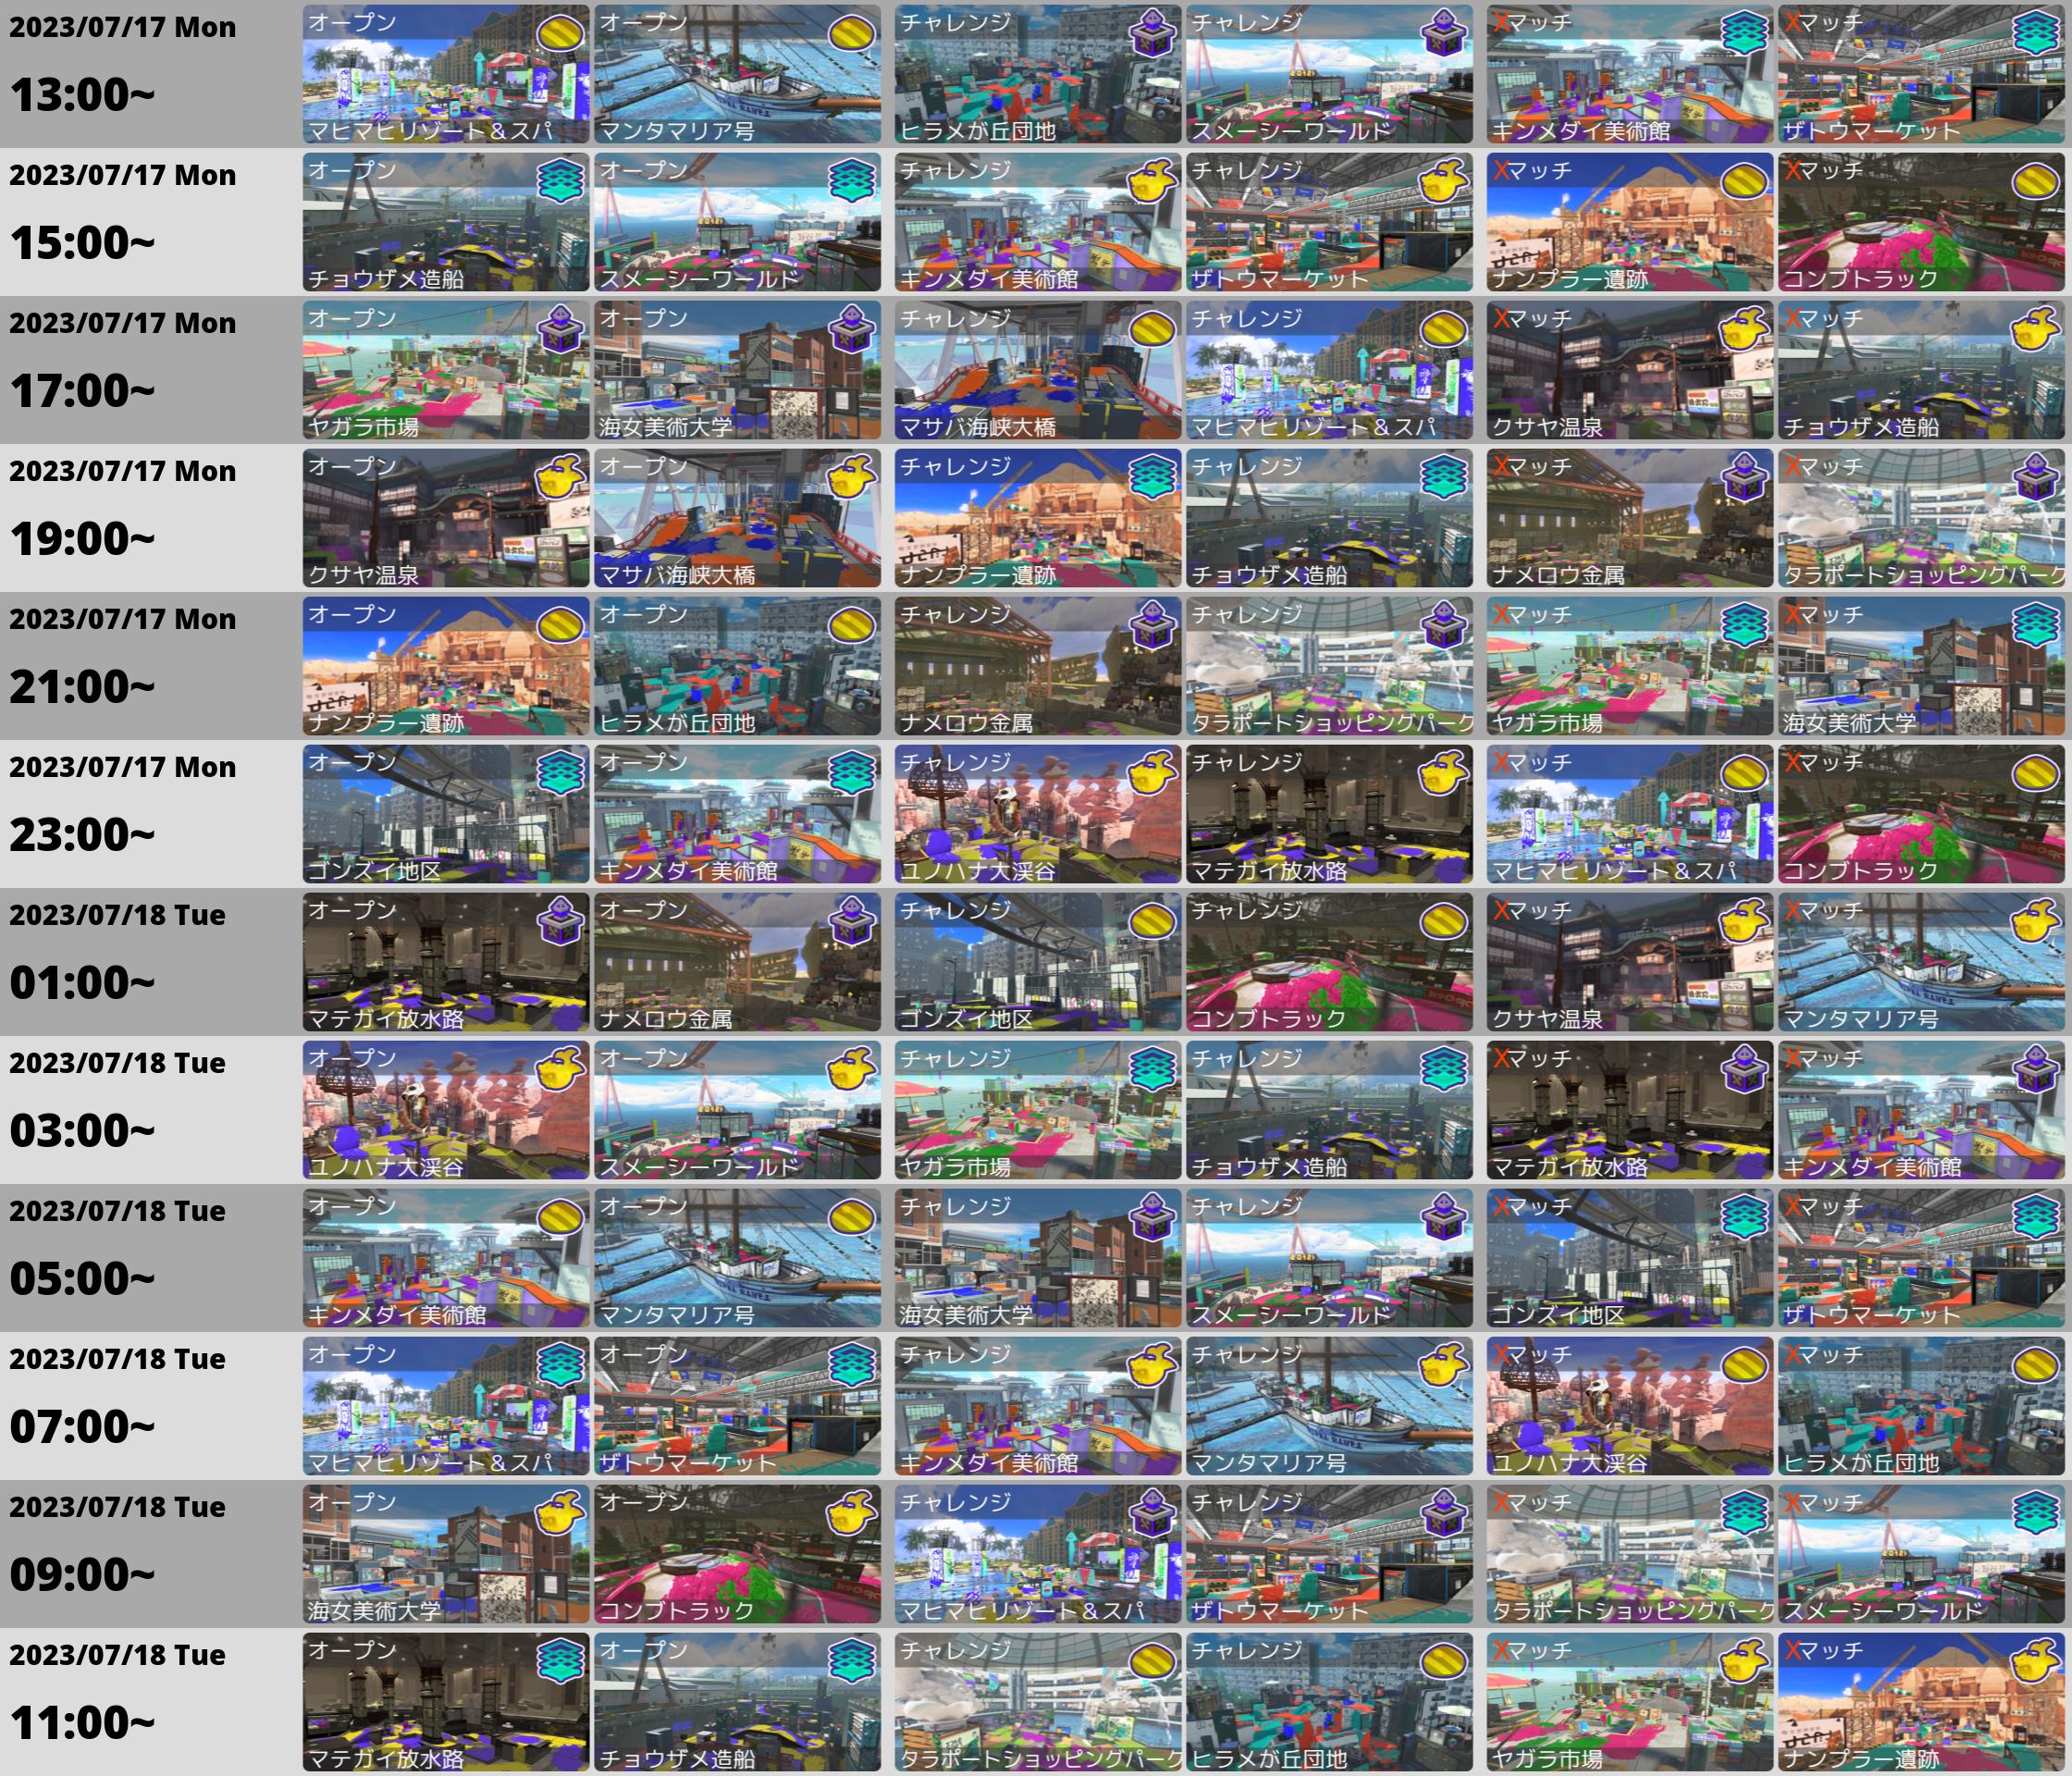 2023/07/17 Mon
13:00~
オープン オープン チャレンジ チャレンジ Xマッチ Xマッチ
マヒマヒリゾート&スパ マンタマリア号 ヒラメが丘団地 スメーシーワールド キンメダイ美術館 ザトウマーケット
2023/07/17 Mon
15:00~
オープン オープン チャレンジ チャレンジ Xマッチ Xマッチ
チョウザメ造船 スメーシーワールド キンメダイ美術館 ザトウマーケット ナンプラー遺跡 コンブトラック
2023/07/17 Mon
17:00~
オープン オープン チャレンジ チャレンジ Xマッチ Xマッチ
ヤガラ市場 海女美術大学 マサバ海峡大橋 マヒマヒリゾート&スパ クサヤ温泉 チョウザメ造船
2023/07/17 Mon
19:00~
オープン オープン チャレンジ チャレンジ Xマッチ Xマッチ
クサヤ温泉 マサバ海峡大橋 ナンプラー遺跡 チョウザメ造船 ナメロウ金属 タラポートショッピングパーク
2023/07/17 Mon
21:00~
オープン オープン チャレンジ チャレンジ Xマッチ Xマッチ
ナンプラー遺跡 ヒラメが丘団地 ナメロウ金属 タラポートショッピングパーク ヤガラ市場 海女美術大学
2023/07/17 Mon
23:00~
オープン オープン チャレンジ チャレンジ Xマッチ Xマッチ
ゴンズイ地区 キンメダイ美術館 ユノハナ大渓谷 マテガイ放水路 マヒマヒリゾート&スパ コンブトラック
2023/07/18 Tue
01:00~
オープン オープン チャレンジ チャレンジ Xマッチ Xマッチ
マテガイ放水路 ナメロウ金属 ゴンズイ地区 コンブトラック クサヤ温泉 マンタマリア号
2023/07/18 Tue
03:00~
オープン オープン チャレンジ チャレンジ Xマッチ Xマッチ
ユノハナ大渓谷 スメーシーワールド ヤガラ市場 チョウザメ造船 マテガイ放水路 キンメダイ美術館
2023/07/18 Tue
05:00~
オープン オープン チャレンジ チャレンジ Xマッチ Xマッチ
キンメダイ美術館 マンタマリア号 海女美術大学 スメーシーワールド ゴンズイ地区 ザトウマーケット
2023/07/18 Tue
07:00~
オープン オープン チャレンジ チャレンジ Xマッチ Xマッチ
マヒマヒリゾート&スパ ザトウマーケット キンメダイ美術館 マンタマリア号 ユノハナ大渓谷 ヒラメが丘団地
2023/07/18 Tue
09:00~
オープン オープン チャレンジ チャレンジ Xマッチ Xマッチ
海女美術大学 コンブトラック マヒマヒリゾート&スパ ザトウマーケット タラポートショッピングパーク スメーシーワールド
2023/07/18 Tue
11:00~
オープン オープン チャレンジ チャレンジ Xマッチ Xマッチ
マテガイ放水路 チョウザメ造船 タラポートショッピングパーク ヒラメが丘団地 ヤガラ市場 ナンプラー遺跡